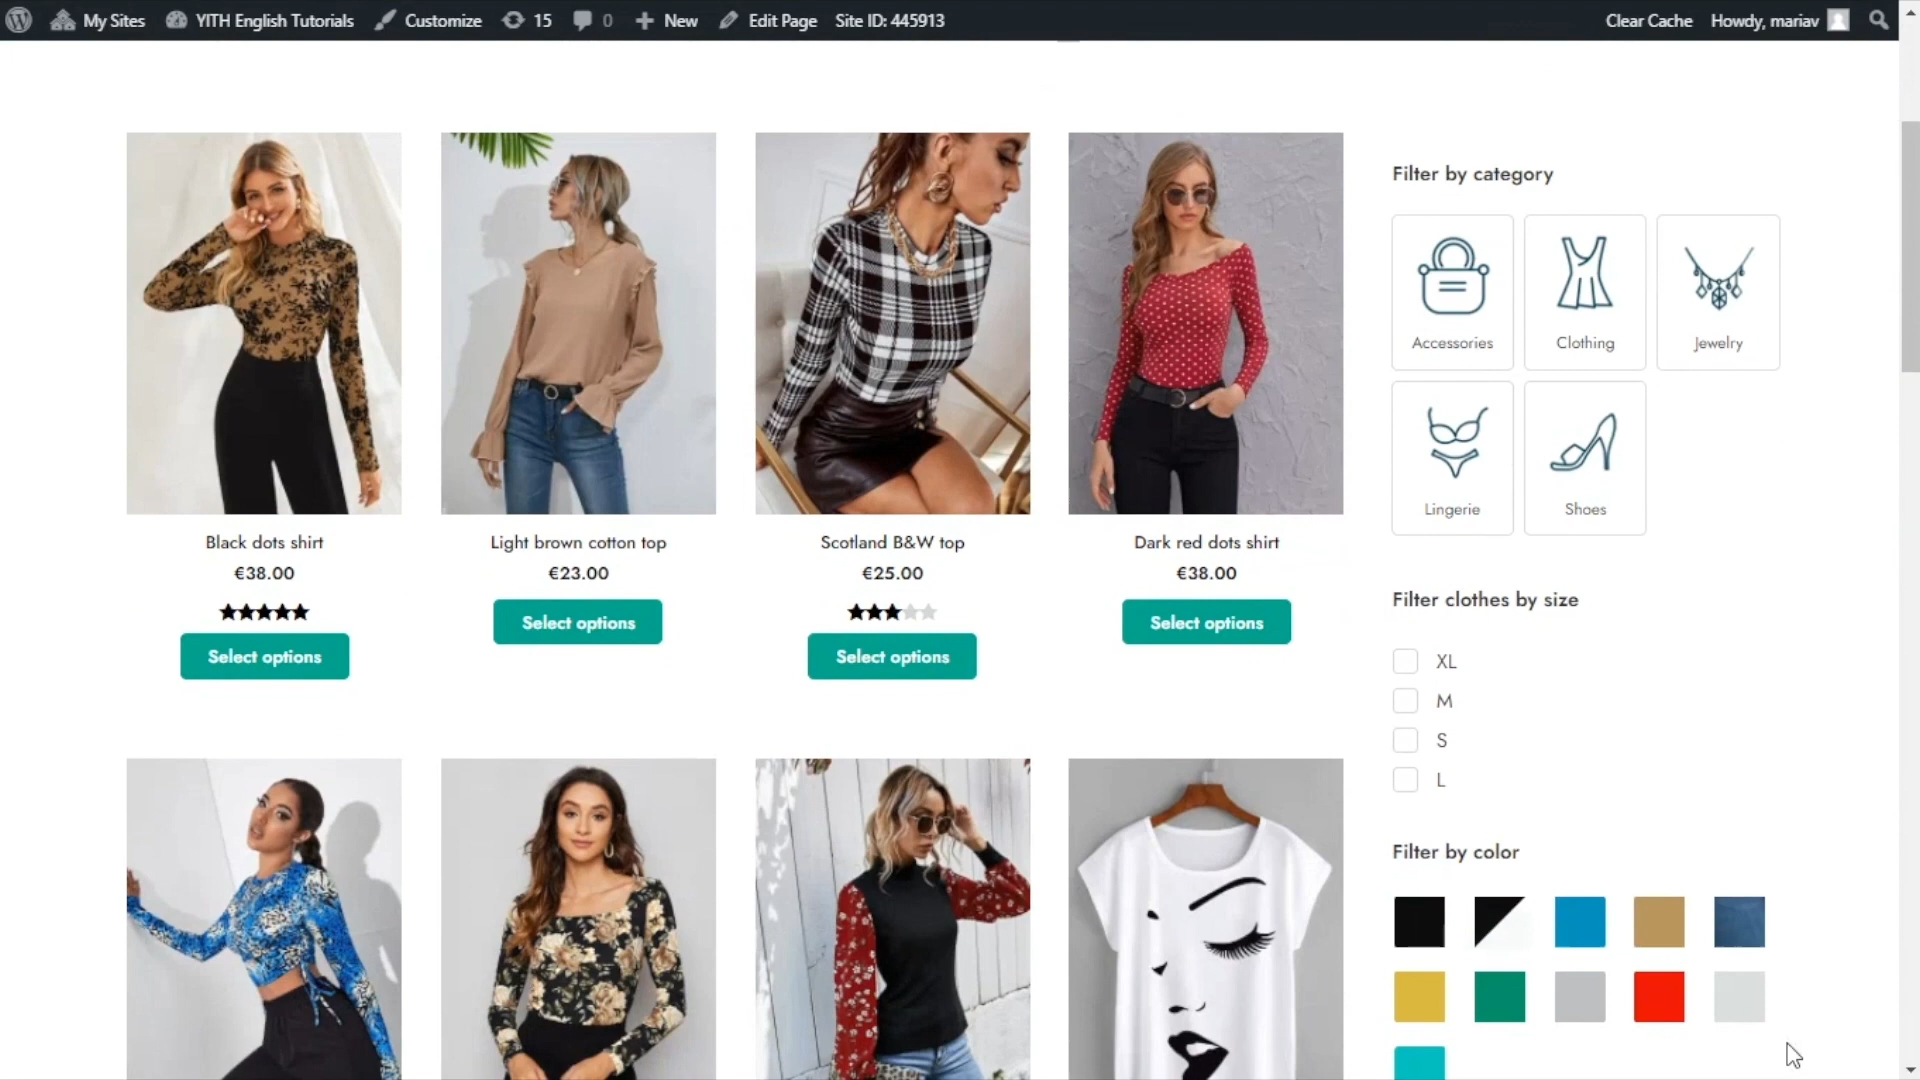 My Sites YITH English Tutorials Customize 15 0 New Edit Page Site ID: 445913 Clear Cache Howdy, mariav
Black dots shirt
€38.00
Select options
Light brown cotton top
€23.00
Select options
Scotland B&W top
€25.00
Select options
Dark red dots shirt
€38.00
Select options
Filter by category
Accessories
Clothing
Jewelry
Lingerie
Shoes
Filter clothes by size
XL
M
S
L
Filter by color